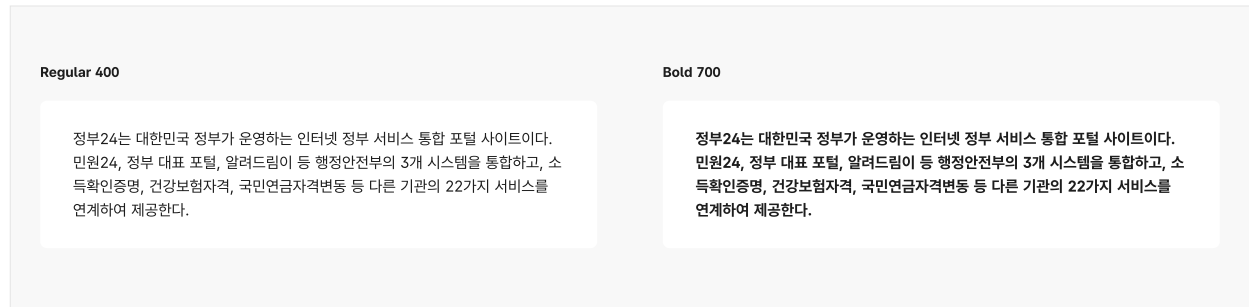 Regular 400
정부24는 대한민국 정부가 운영하는 인터넷 정부 서비스 통합 포털 사이트이다.
민원24, 정부 대표 포털, 알려드림이 등 행정안전부의 3개 시스템을 통합하고, 소
득확인증명, 건강보험자격, 국민연금자격변동 등 다른 기관의 22가지 서비스를
연계하여 제공한다.
Bold 700
정부24는 대한민국 정부가 운영하는 인터넷 정부 서비스 통합 포털 사이트이다.
민원24, 정부 대표 포털, 알려드림이 등 행정안전부의 3개 시스템을 통합하고, 소
득확인증명, 건강보험자격, 국민연금자격변동 등 다른 기관의 22가지 서비스를
연계하여 제공한다.